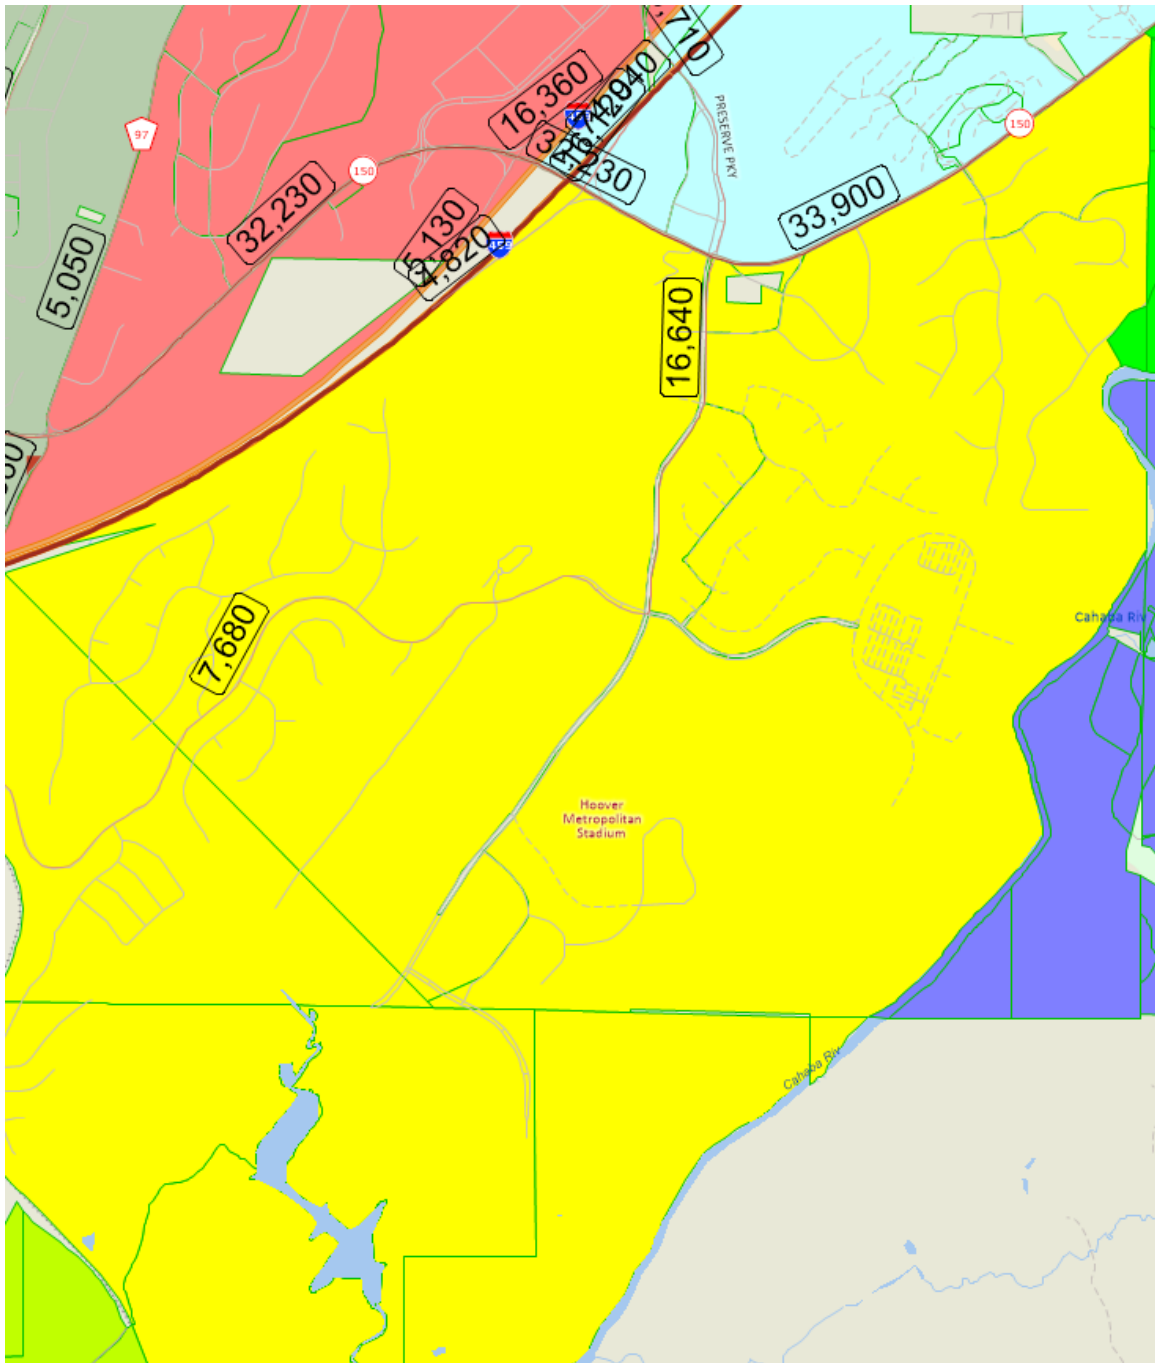 16,360
97
PRESERVE PKY
150
150
32,230
33,900
5,130
4,820
5,050
16,640
Cahaba Riv
7,680
Hoover
Metropolitan
Stadium
Cahaba Riv